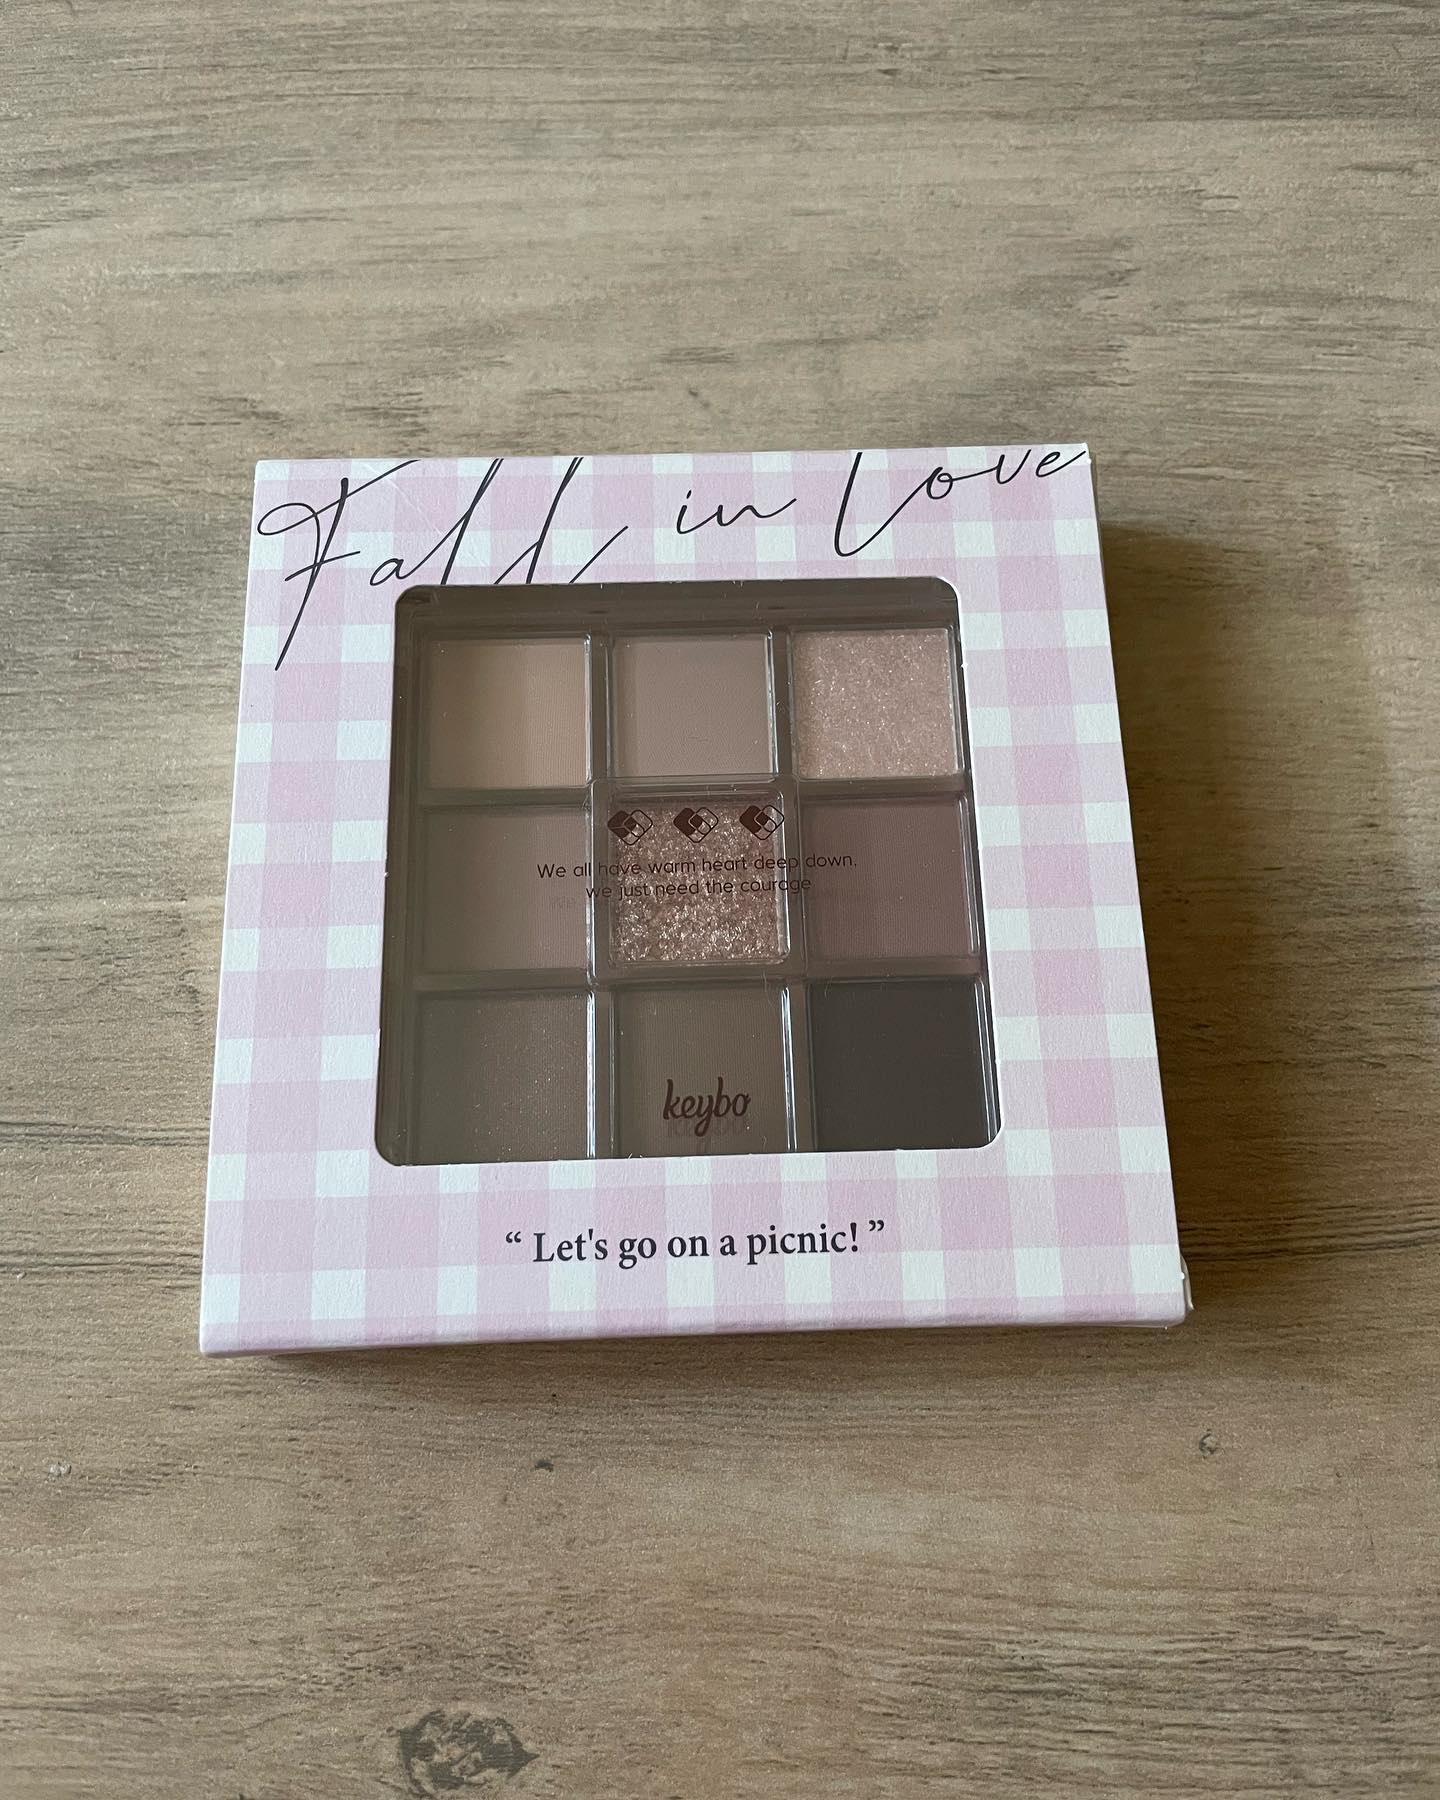 Fall in Love
We all have warm heart deep down.
we just need the courage
keybo
“ Let's go on a picnic! ”